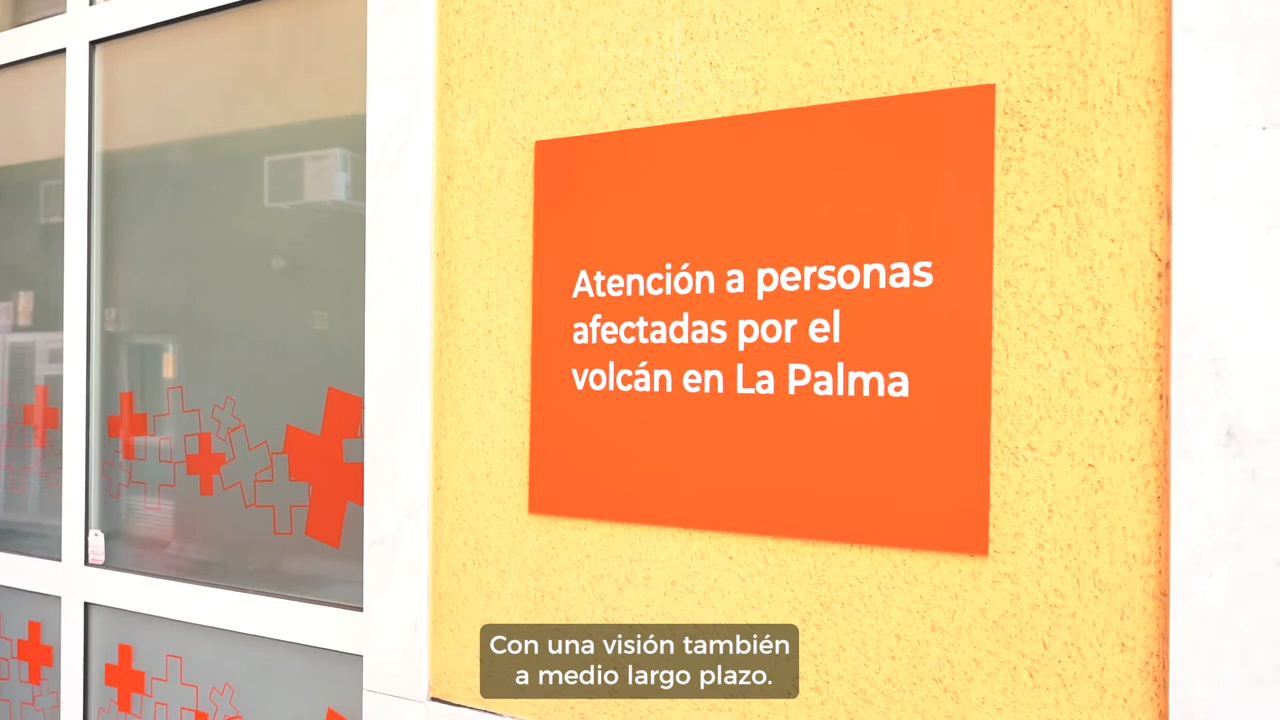 Atención a personas
afectadas por el
volcán en La Palma
Con una visión también
a medio largo plazo.